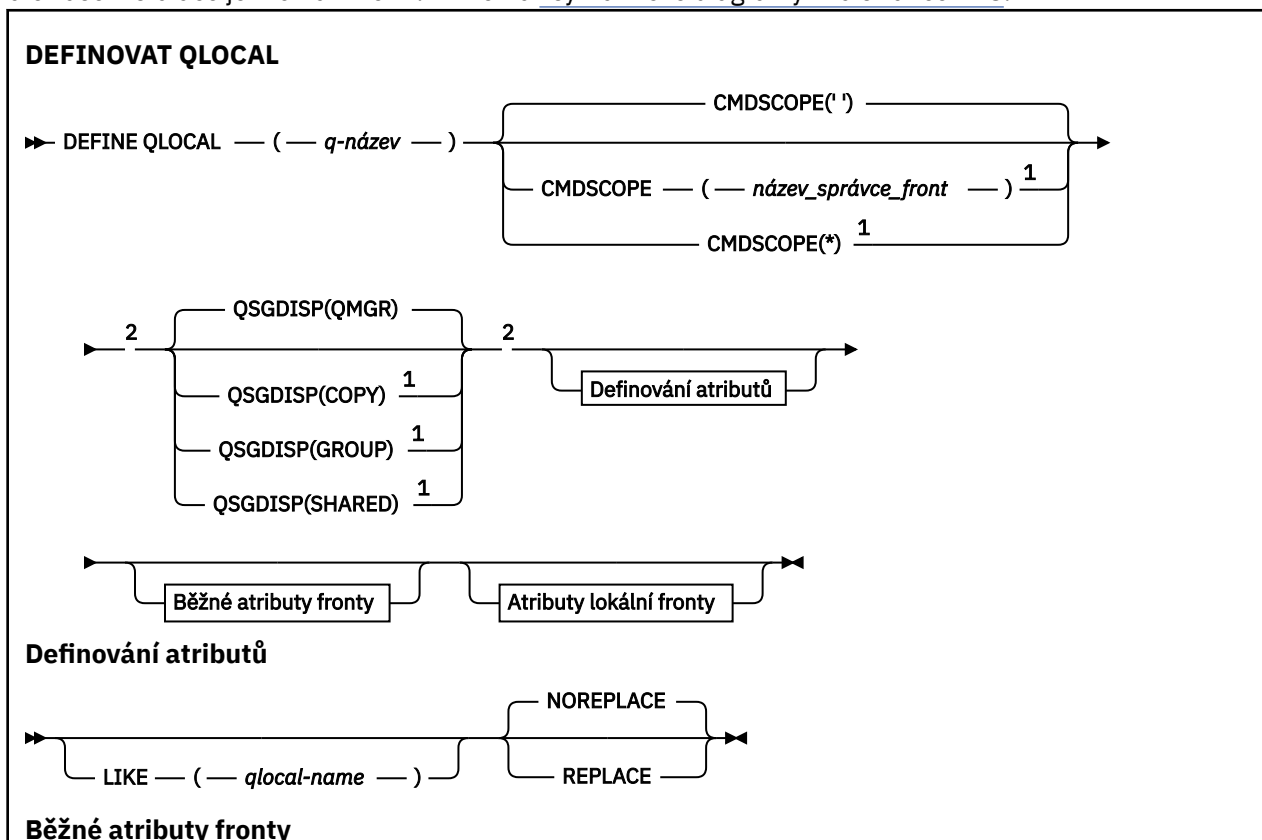 DEFINOVAT QLOCAL
CMDSCOPE(' ')
DEFINE QLOCAL ( q-název )
CMDSCOPE ( název_správce_front ) 1
CMDSCOPE(*) 1
QSGDISP(QMGR)
2 2
QSGDISP(COPY) 1
Definování atributů
QSGDISP(GROUP) 1
QSGDISP(SHARED) 1
Běžné atributy fronty Atributy lokální fronty
Definování atributů
NOREPLACE
LIKE ( qlocal-name ) REPLACE
Běžné atributy fronty